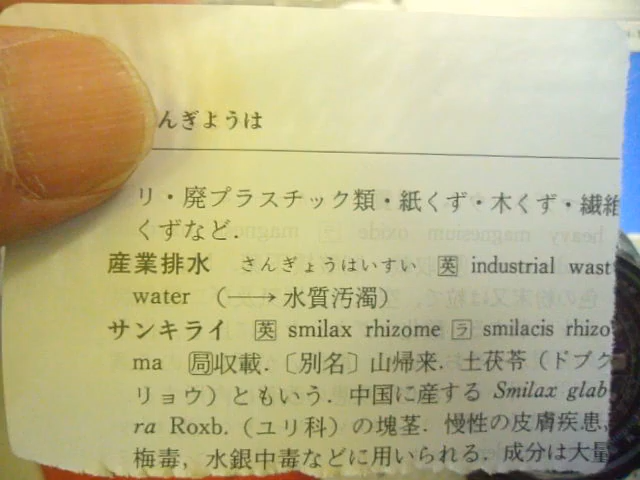 んぎようは
リ・廃プラスチック類・紙くず・木くず・繊維
くずなど．
産業排水 さんぎょうはいすい 英 industrial wast
water （→ 水質汚濁）
サンキライ 英 smilax rhizome ラ smilacis rhizo
ma 局収載．〔別名〕山帰来．土茯苓（ドブク
リョウ）ともいう．中国に産する Smilax glab-
ra Roxb.（ユリ科）の塊茎．慢性の皮膚疾患，
梅毒，水銀中毒などに用いられる．成分は大量